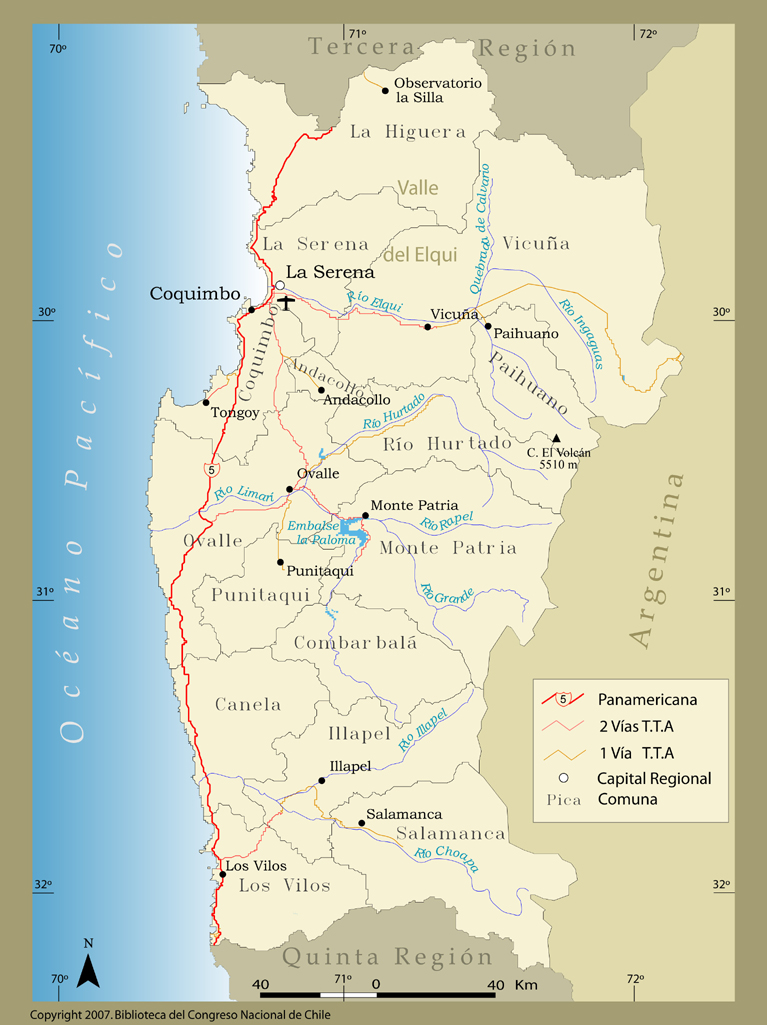 70º
71º
72º
Tercera Región
Observatorio
la Silla
La Higuera
Valle
del Elqui
Quebrada de Calvario
La Serena
Vicuña
La Serena
Coquimbo
Río Elqui
Vicuña
Paihuano
Río Ingaguas
30º
30º
Coquimbo
Andacollo
Andacollo
Paihuano
Tongoy
Río Hurtado
Río Hurtado
C. El Volcán
5510 m
5
Ovalle
Río Limarí
Monte Patria
Río Rapel
Embalse
la Paloma
Ovalle
Monte Patria
Punitaqui
Punitaqui
Río Grande
31º
31º
Océano Pacífico
Argentina
Combarbalá
Canela
Illapel
Río Illapel
Illapel
Salamanca
Salamanca
Río Choapa
Los Vilos
Los Vilos
5 Panamericana
2 Vías T.T.A
1 Vía T.T.A
Capital Regional
Pica Comuna
32º
32º
N
Quinta Región
70º
71º
72º
40 0 40 Km
Copyright 2007. Biblioteca del Congreso Nacional de Chile